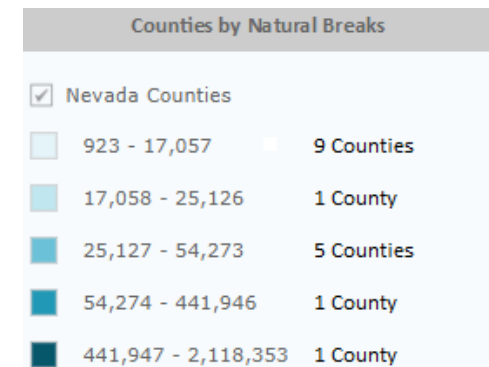 Counties by Natural Breaks
Nevada Counties
923 - 17,057 9 Counties
17,058 - 25,126 1 County
25,127 - 54,273 5 Counties
54,274 - 441,946 1 County
441,947 - 2,118,353 1 County